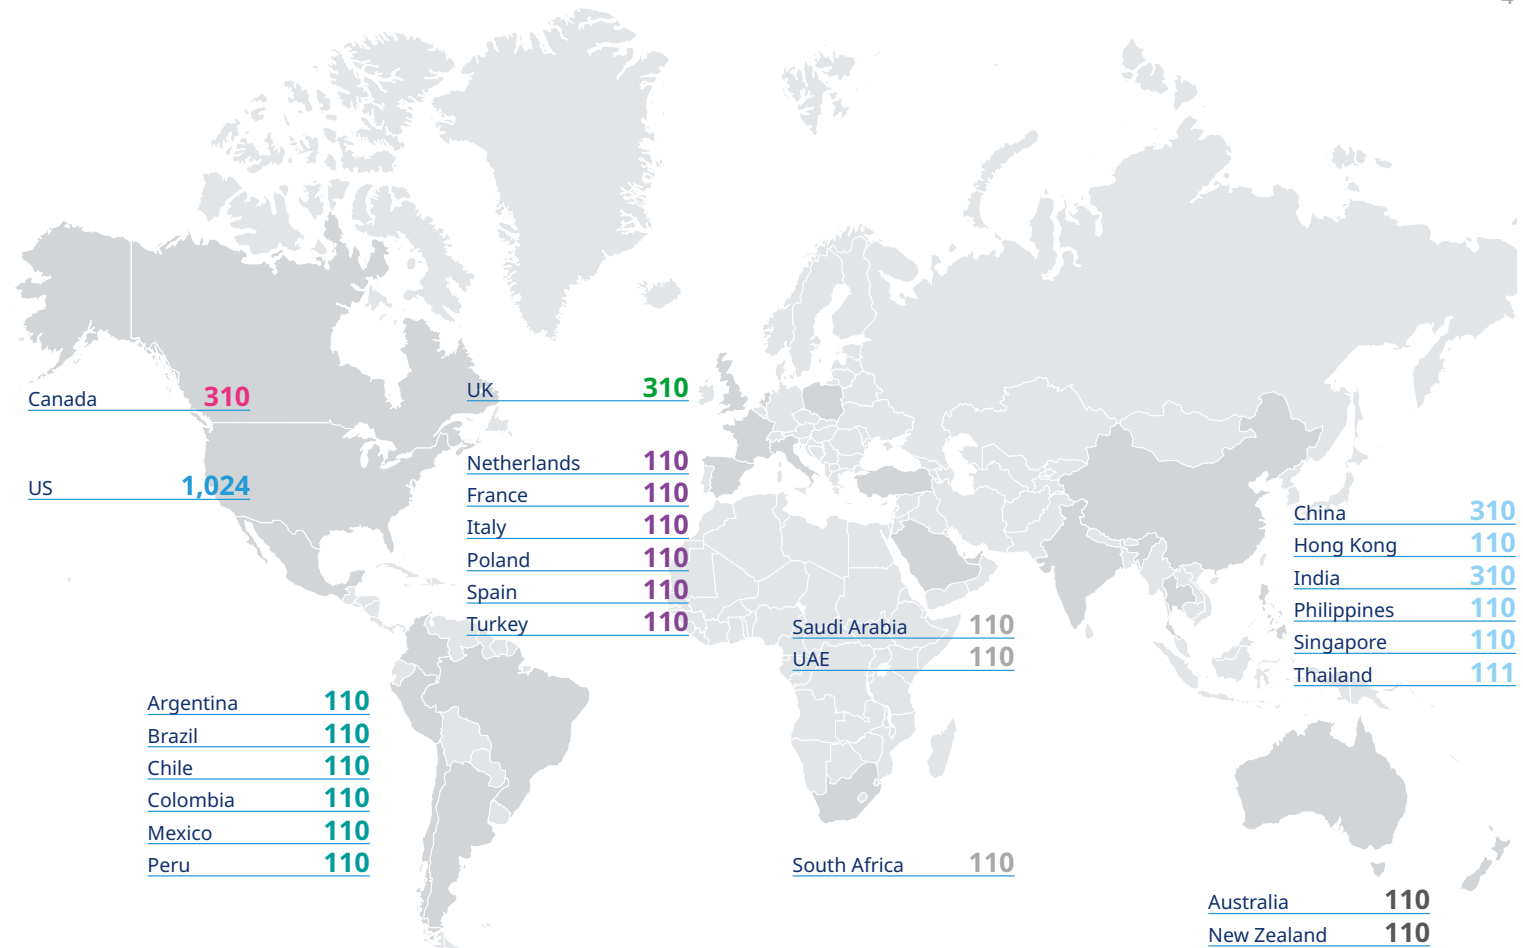 Canada 310
US 1,024
UK 310
Netherlands 110
France 110
Italy 110
Poland 110
Spain 110
Turkey 110
Argentina 110
Brazil 110
Chile 110
Colombia 110
Mexico 110
Peru 110
Saudi Arabia 110
UAE 110
South Africa 110
China 310
Hong Kong 110
India 310
Philippines 110
Singapore 110
Thailand 111
Australia 110
New Zealand 110